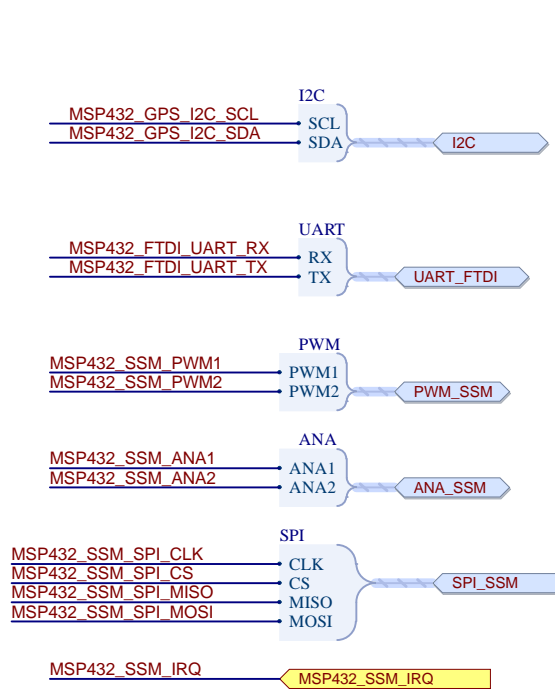 I2C
MSP432_GPS_I2C_SCL
SCL
MSP432_GPS_I2C_SDA
SDA
I2C
UART
MSP432_FTDI_UART_RX
RX
MSP432_FTDI_UART_TX
TX
UART_FTDI
PWM
MSP432_SSM_PWM1
PWM1
MSP432_SSM_PWM2
PWM2
PWM_SSM
ANA
MSP432_SSM_ANA1
ANA1
MSP432_SSM_ANA2
ANA2
ANA_SSM
SPI
MSP432_SSM_SPI_CLK
CLK
MSP432_SSM_SPI_CS
CS
SPI_SSM
MSP432_SSM_SPI_MISO
MISO
MSP432_SSM_SPI_MOSI
MOSI
MSP432_SSM_IRQ
MSP432_SSM_IRQ